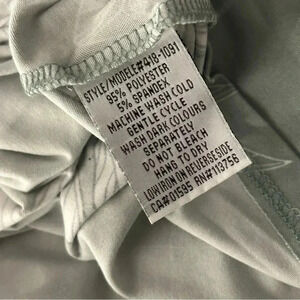 STYLE/MODELE#418-1091
95% POLYESTER
5% SPANDEX
MACHINE WASH COLD
GENTLE CYCLE
WASH DARK COLOURS
SEPARATELY
DO NOT BLEACH
HANG TO DRY
LOW IRON ON REVERSE SIDE
CA#01595 RN#113756